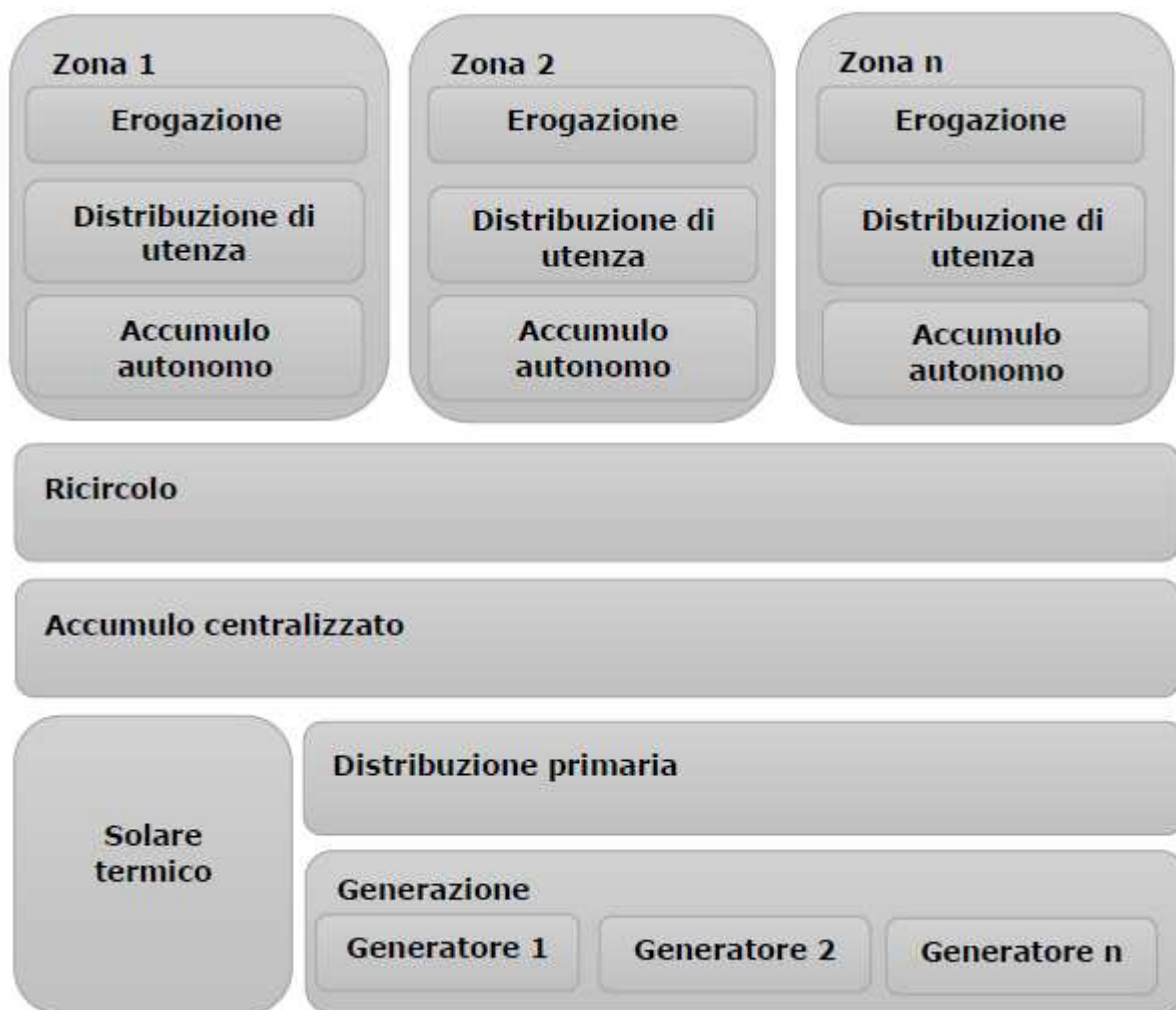 Zona 1
Erogazione
Distribuzione di
utenza
Accumulo
autonomo
Zona 2
Erogazione
Distribuzione di
utenza
Accumulo
autonomo
Zona n
Erogazione
Distribuzione di
utenza
Accumulo
autonomo
Ricircolo
Accumulo centralizzato
Solare
termico
Distribuzione primaria
Generazione
Generatore 1
Generatore 2
Generatore n